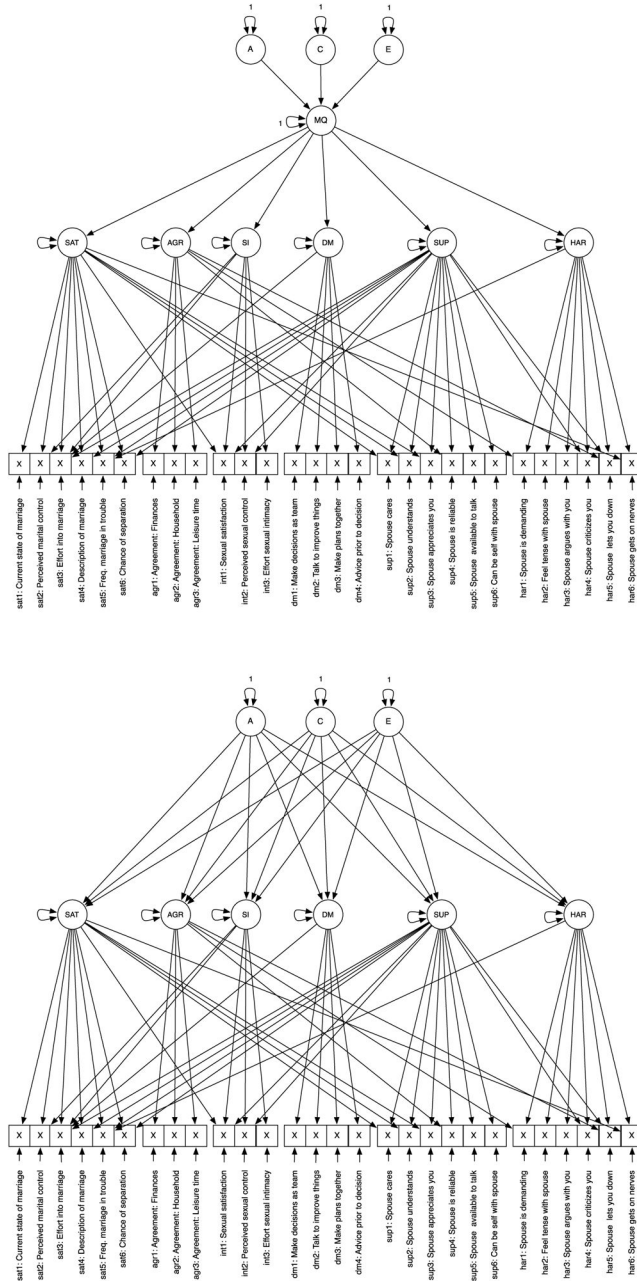 1 1 1
A C E
1 MQ
SAT AGR SI DM SUP HAR
X X X X X X X X X X X X X X X X X X X X X X X X X X X X
sat1: Current state of marriage
sat2: Perceived marital control
sat3: Effort into marriage
sat4: Description of marriage
sat5: Freq. marriage in trouble
sat6: Chance of separation
agr1: Agreement: Finances
agr2: Agreement: Household
agr3: Agreement: Leisure time
int1: Sexual satisfaction
int2: Perceived sexual control
int3: Effort sexual intimacy
dm1: Make decisions as team
dm2: Talk to improve things
dm3: Make plans together
dm4: Advice prior to decision
sup1: Spouse cares
sup2: Spouse understands
sup3: Spouse appreciates you
sup4: Spouse is reliable
sup5: Spouse available to talk
sup6: Can be self with spouse
har1: Spouse is demanding
har2: Feel tense with spouse
har3: Spouse argues with you
har4: Spouse criticizes you
har5: Spouse lets you down
har6: Spouse gets on nerves
1 1 1
A C E
SAT AGR SI DM SUP HAR
X X X X X X X X X X X X X X X X X X X X X X X X X X X X
sat1: Current state of marriage
sat2: Perceived marital control
sat3: Effort into marriage
sat4: Description of marriage
sat5: Freq. marriage in trouble
sat6: Chance of separation
agr1: Agreement: Finances
agr2: Agreement: Household
agr3: Agreement: Leisure time
int1: Sexual satisfaction
int2: Perceived sexual control
int3: Effort sexual intimacy
dm1: Make decisions as team
dm2: Talk to improve things
dm3: Make plans together
dm4: Advice prior to decision
sup1: Spouse cares
sup2: Spouse understands
sup3: Spouse appreciates you
sup4: Spouse is reliable
sup5: Spouse available to talk
sup6: Can be self with spouse
har1: Spouse is demanding
har2: Feel tense with spouse
har3: Spouse argues with you
har4: Spouse criticizes you
har5: Spouse lets you down
har6: Spouse gets on nerves